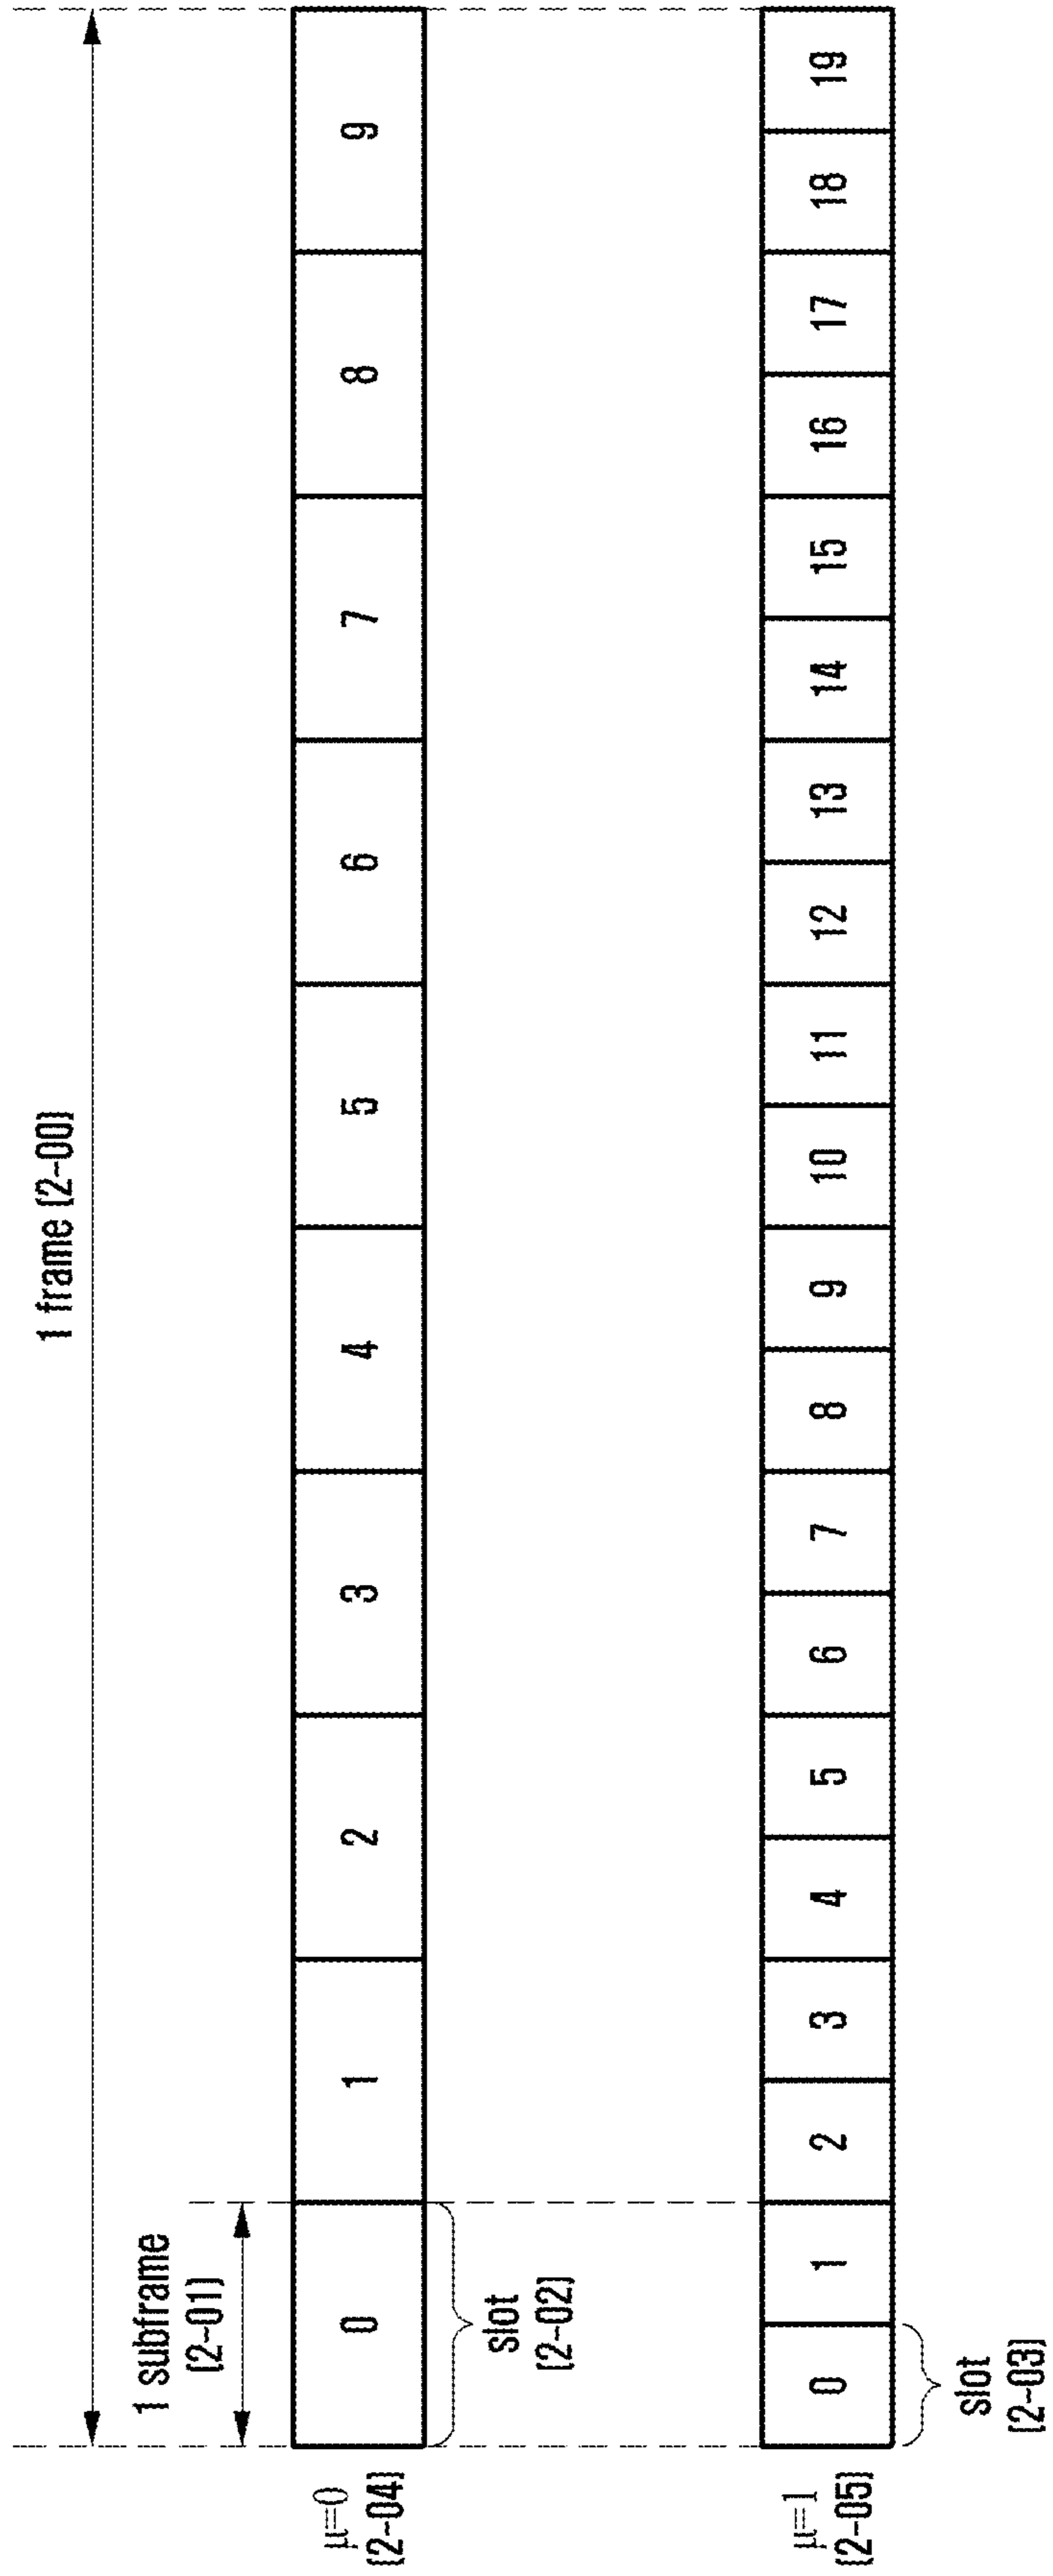 1 frame (2-00)
1 subframe
(2-01)
0 1 2 3 4 5 6 7 8 9
μ=0
(2-04)
slot
(2-02)
0 1 2 3 4 5 6 7 8 9 10 11 12 13 14 15 16 17 18 19
μ=1
(2-05)
slot
(2-03)